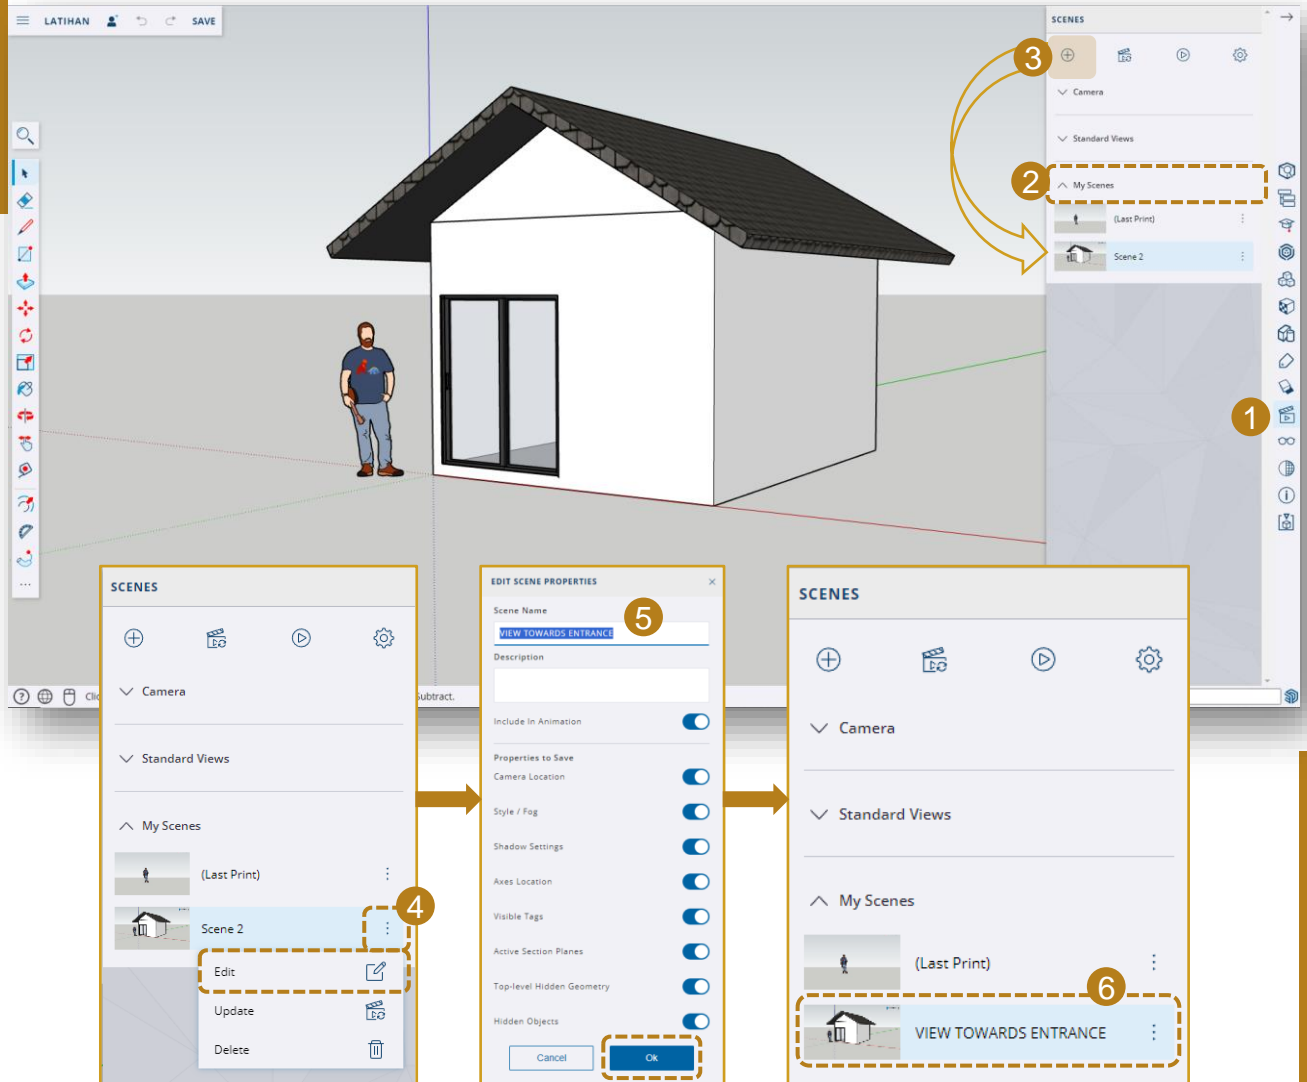 LATIHAN
SAVE
SCENES
3
Camera
Standard Views
2
My Scenes
(Last Print)
Scene 2
1
Subtract.
SCENES
Camera
Standard Views
My Scenes
(Last Print)
4
Scene 2
Edit
Update
Delete
EDIT SCENE PROPERTIES
Scene Name
5
VIEW TOWARDS ENTRANCE
Description
Include In Animation
Properties to Save
Camera Location
Style / Fog
Shadow Settings
Axes Location
Visible Tags
Active Section Planes
Top-level Hidden Geometry
Hidden Objects
Cancel
Ok
SCENES
Camera
Standard Views
My Scenes
(Last Print)
6
VIEW TOWARDS ENTRANCE